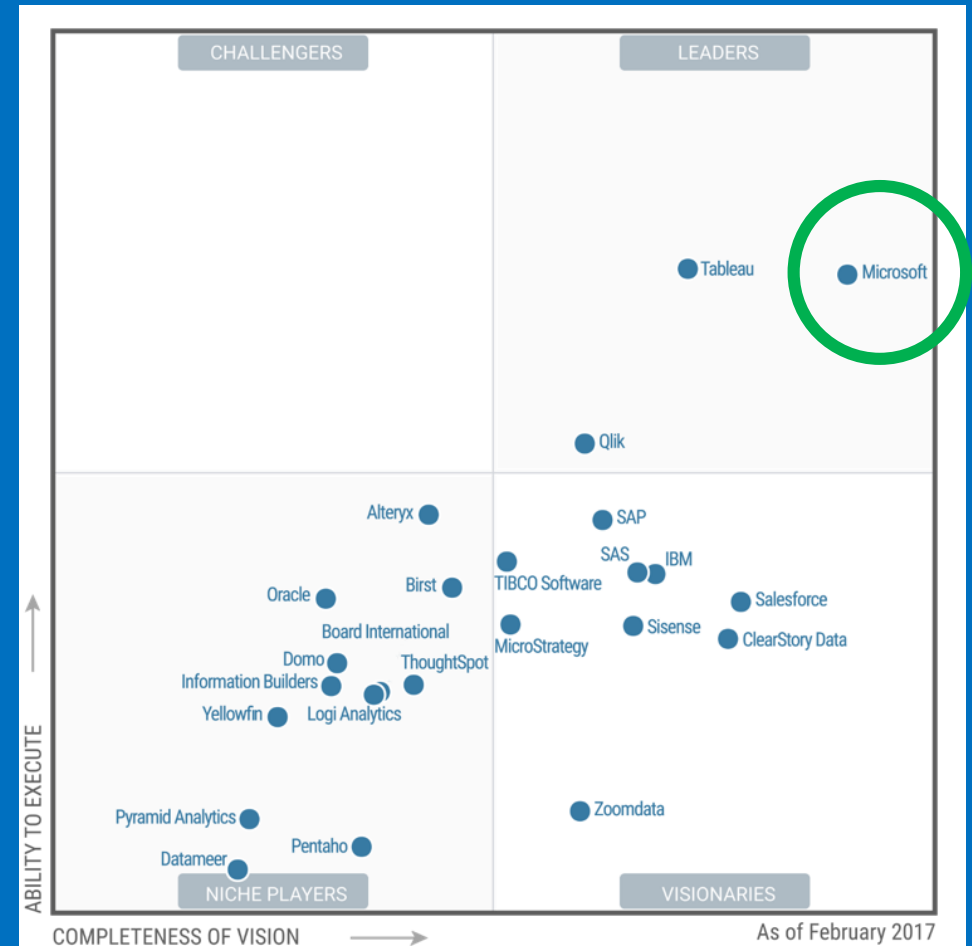 CHALLENGERS
LEADERS
Tableau
Microsoft
Qlik
Alteryx
SAP
SAS
IBM
TIBCO Software
Birst
Oracle
Salesforce
Board International
Sisense
MicroStrategy
ClearStory Data
Domo
ThoughtSpot
Information Builders
Yellowfin
Logi Analytics
Zoomdata
Pyramid Analytics
Pentaho
Datameer
NICHE PLAYERS
VISIONARIES
ABILITY TO EXECUTE
COMPLETENESS OF VISION
As of February 2017